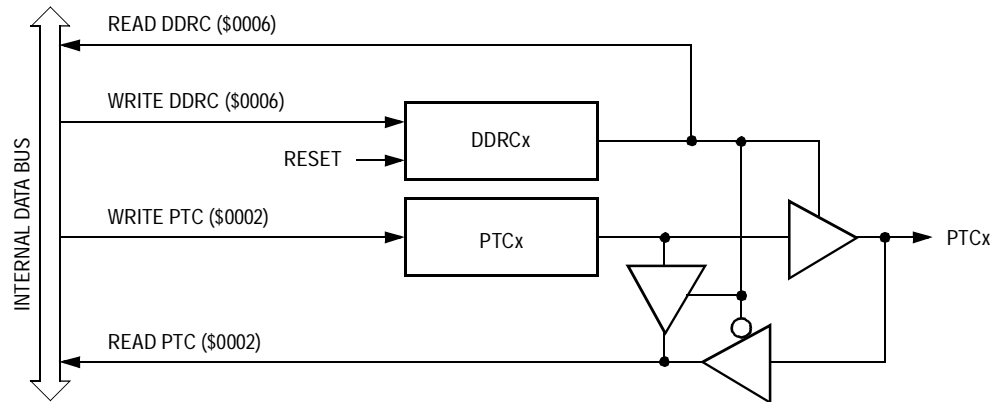 READ DDRC ($0006)
WRITE DDRC ($0006)
DDRCx
RESET
WRITE PTC ($0002)
PTCx
PTCx
READ PTC ($0002)
INTERNAL DATA BUS